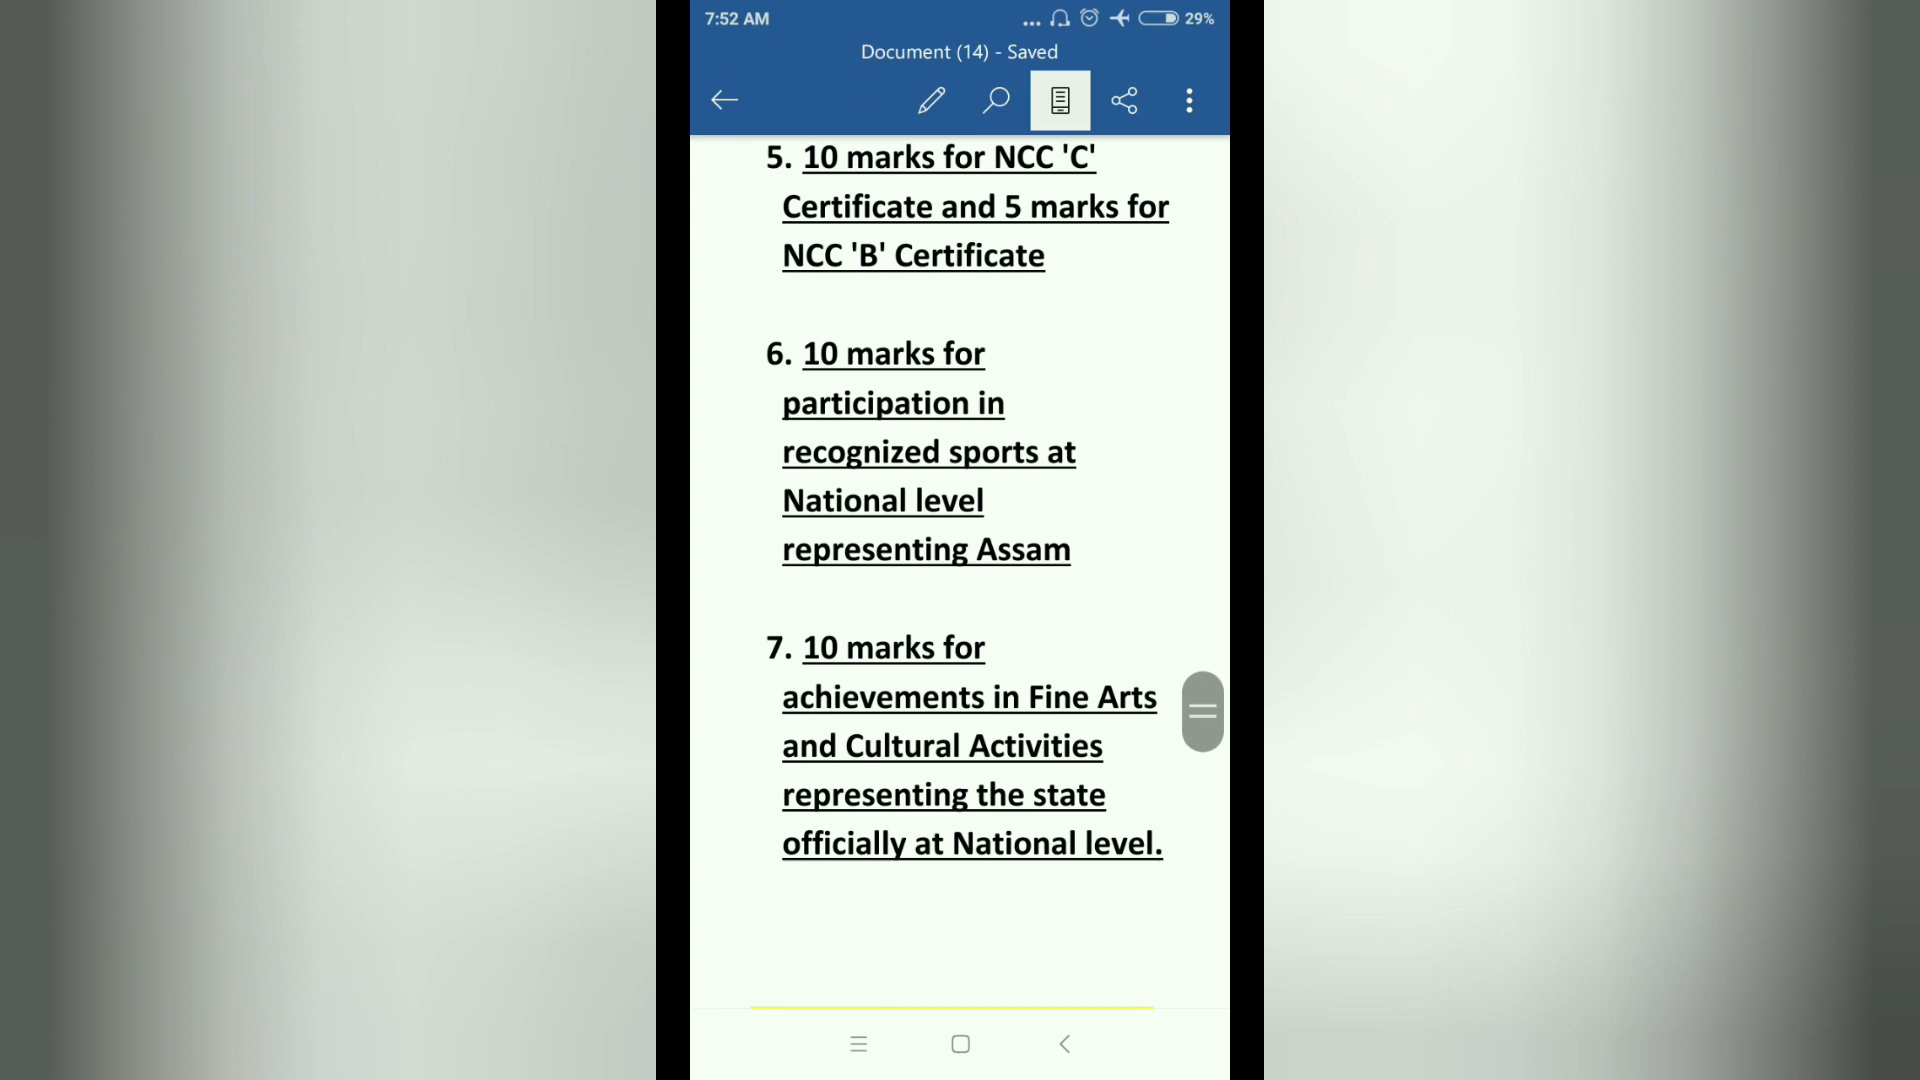 7:52 AM
29%
Document (14) - Saved
5. 10 marks for NCC 'C'
Certificate and 5 marks for
NCC 'B' Certificate
6. 10 marks for
participation in
recognized sports at
National level
representing Assam
7. 10 marks for
achievements in Fine Arts
and Cultural Activities
representing the state
officially at National level.